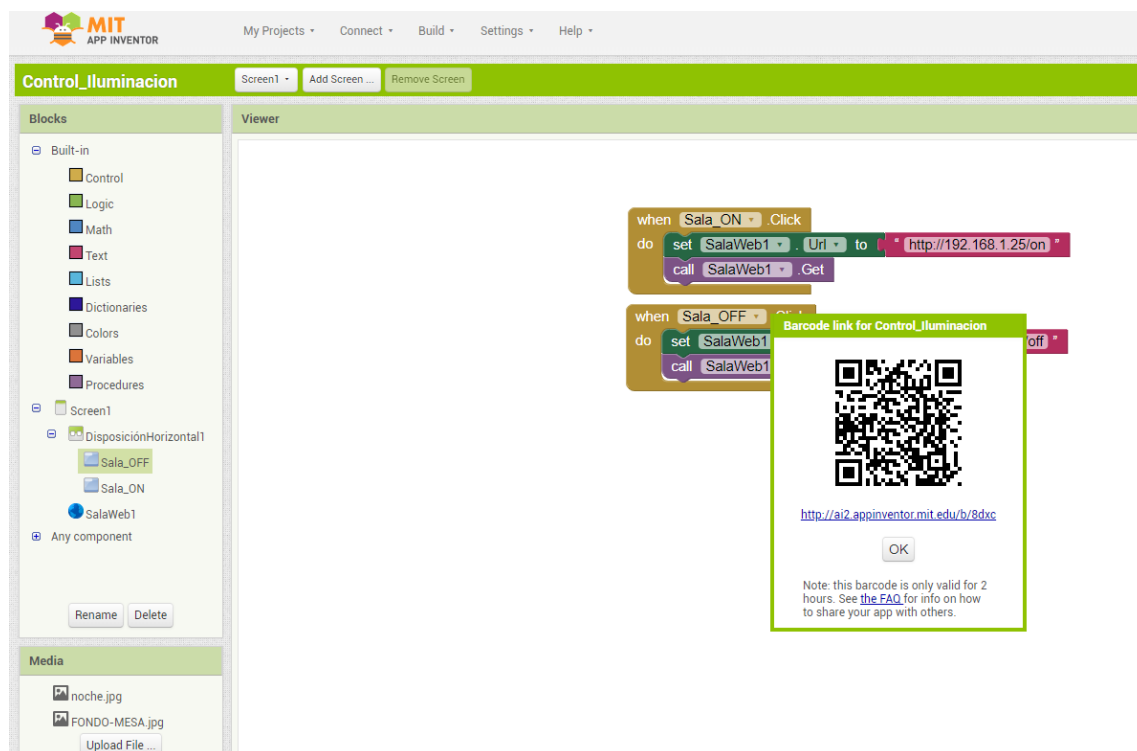 MIT
APP INVENTOR
My Projects Connect Build Settings Help
Control_Iluminacion Screen1 Add Screen ... Remove Screen
Blocks
Built-in
Control
Logic
Math
Text
Lists
Dictionaries
Colors
Variables
Procedures
Screen1
DisposiciónHorizontal1
Sala_OFF
Sala_ON
SalaWeb1
Any component
Rename Delete
Media
noche.jpg
FONDO-MESA.jpg
Upload File ...
Viewer
when Sala_ON .Click
do set SalaWeb1 . Url to " http://192.168.1.25/on "
call SalaWeb1 .Get
when Sala_OFF
do set SalaWeb1 /off "
call SalaWeb1
Barcode link for Control_Iluminacion
http://ai2.appinventor.mit.edu/b/8dxc
OK
Note: this barcode is only valid for 2
hours. See the FAQ for info on how
to share your app with others.